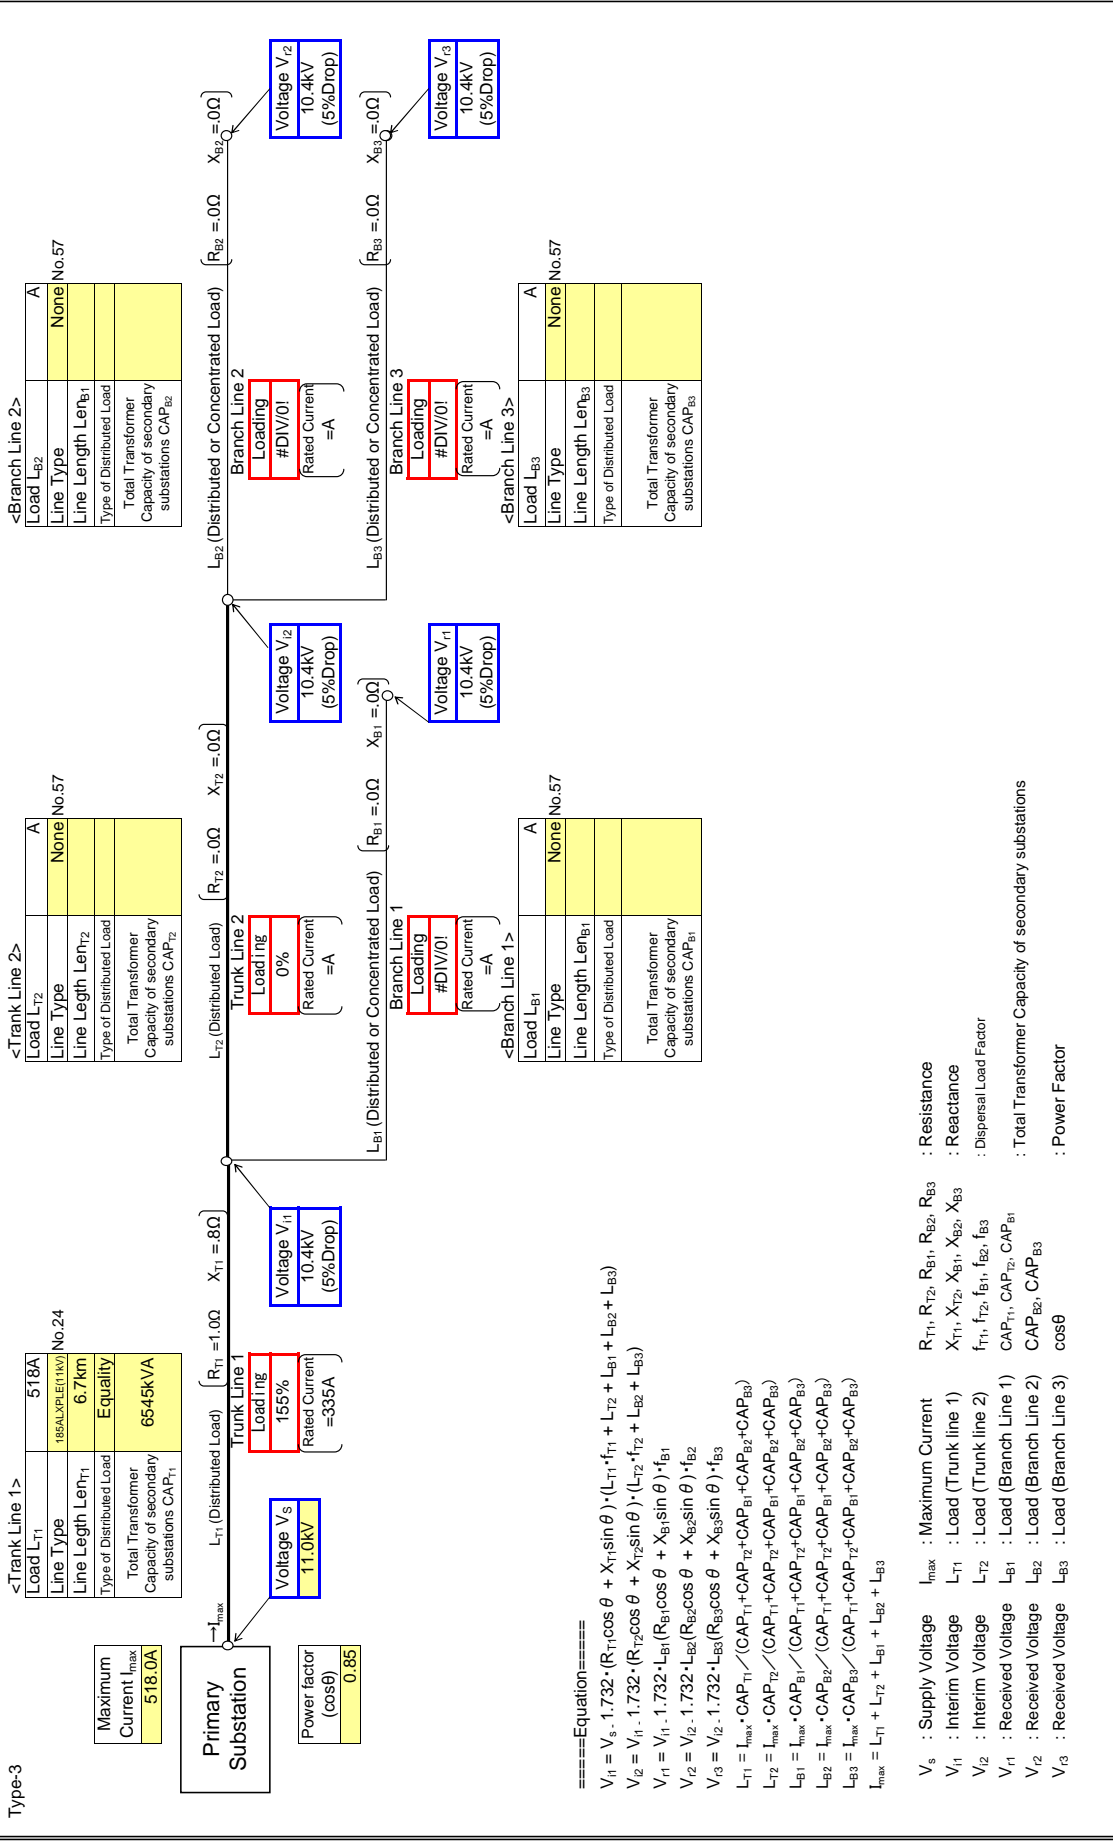 Type-3
<Trank Line 1>
Load LT1 518A
Line Type 185ALXPLE(11kV) No.24
Line Length LenT1 6.7km
Type of Distributed Load Equality
Total Transformer
Capacity of secondary
substations CAPT1
6545kVA
<Trank Line 2>
Load LT2 A
Line Type None No.57
Line Legth LenT2
Type of Distributed Load
Total Transformer
Capacity of secondary
substations CAPT2
<Branch Line 2>
Load LB2 A
Line Type None No.57
Line Length LenB1
Type of Distributed Load
Total Transformer
Capacity of secondary
substations CAPB2
Maximum
Current Imax
518.0A
Primary
Substation
→Imax
Power factor
(cosθ)
0.85
Voltage VS
11.0kV
LT1 (Distributed Load)
RT1 =1.0Ω XT1 =.8Ω
Trunk Line 1
Loading
155%
Rated Current
=335A
Voltage Vi1
10.4kV
(5%Drop)
LT2 (Distributed Load)
RT2 =.0Ω XT2 =.0Ω
Trunk Line 2
Loading
0%
Rated Current
=A
Voltage Vi2
10.4kV
(5%Drop)
LB2 (Distributed or Concentrated Load)
RB2 =.0Ω XB2 =.0Ω
Branch Line 2
Loading
#DIV/0!
Rated Current
=A
Voltage Vr2
10.4kV
(5%Drop)
LB1 (Distributed or Concentrated Load)
RB1 =.0Ω XB1 =.0Ω
Branch Line 1
Loading
#DIV/0!
Rated Current
=A
Voltage Vr1
10.4kV
(5%Drop)
LB3 (Distributed or Concentrated Load)
RB3 =.0Ω XB3 =.0Ω
Branch Line 3
Loading
#DIV/0!
Rated Current
=A
Voltage Vr3
10.4kV
(5%Drop)
<Branch Line 1>
Load LB1 A
Line Type None No.57
Line Length LenB1
Type of Distributed Load
Total Transformer
Capacity of secondary
substations CAPB1
<Branch Line 3>
Load LB3 A
Line Type None No.57
Line Length LenB3
Type of Distributed Load
Total Transformer
Capacity of secondary
substations CAPB3
=====Equation=====
Vi1 = VS - 1.732・(RT1cosθ + XT1sinθ)・(LT1・fT1 + LT2 + LB1 + LB2 + LB3)
Vi2 = Vi1 - 1.732・(RT2cosθ + XT2sinθ)・(LT2・fT2 + LB2 + LB3)
Vr1 = Vi1 - 1.732・LB1(RB1cosθ + XB1sinθ)・fB1
Vr2 = Vi2 - 1.732・LB2(RB2cosθ + XB2sinθ)・fB2
Vr3 = Vi2 - 1.732・LB3(RB3cosθ + XB3sinθ)・fB3
LT1 = Imax・CAPT1／(CAPT1+CAPT2+CAPB1+CAPB2+CAPB3)
LT2 = Imax・CAPT2／(CAPT1+CAPT2+CAPB1+CAPB2+CAPB3)
LB1 = Imax・CAPB1／(CAPT1+CAPT2+CAPB1+CAPB2+CAPB3)
LB2 = Imax・CAPB2／(CAPT1+CAPT2+CAPB1+CAPB2+CAPB3)
LB3 = Imax・CAPB3／(CAPT1+CAPT2+CAPB1+CAPB2+CAPB3)
Imax = LT1 + LT2 + LB1 + LB2 + LB3
Vs : Supply Voltage Imax : Maximum Current RT1, RT2, RB1, RB2, RB3 : Resistance
Vi1 : Interim Voltage LT1 : Load (Trunk line 1) XT1, XT2, XB1, XB2, XB3 : Reactance
Vi2 : Interim Voltage LT2 : Load (Trunk line 2) fT1, fT2, fB1, fB2, fB3 : Dispersal Load Factor
Vr1 : Received Voltage LB1 : Load (Branch Line 1) CAPT1, CAPT2, CAPB1 : Total Transformer Capacity of secondary substations
Vr2 : Received Voltage LB2 : Load (Branch Line 2) CAPB2, CAPB3
Vr3 : Received Voltage LB3 : Load (Branch Line 3) cosθ : Power Factor